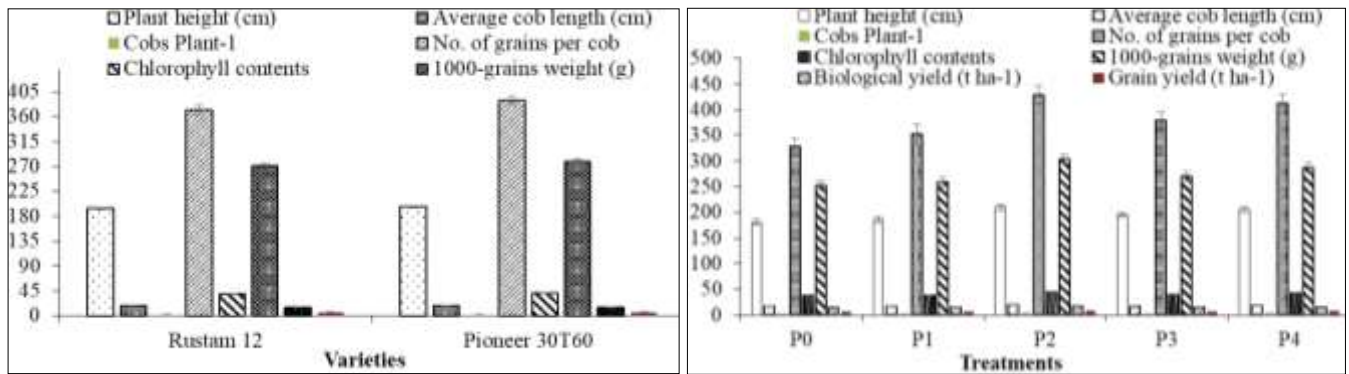 Plant height (cm) Average cob length (cm)
Cobs Plant-1 No. of grains per cob
Chlorophyll contents 1000-grains weight (g)
405
360
315
270
225
180
135
90
45
0
Rustam 12 Pioneer 30T60
Varieties
Plant height (cm) Average cob length (cm)
Cobs Plant-1 No. of grains per cob
Chlorophyll contents 1000-grains weight (g)
Biological yield (t ha-1) Grain yield (t ha-1)
500
450
400
350
300
250
200
150
100
50
0
P0 P1 P2 P3 P4
Treatments